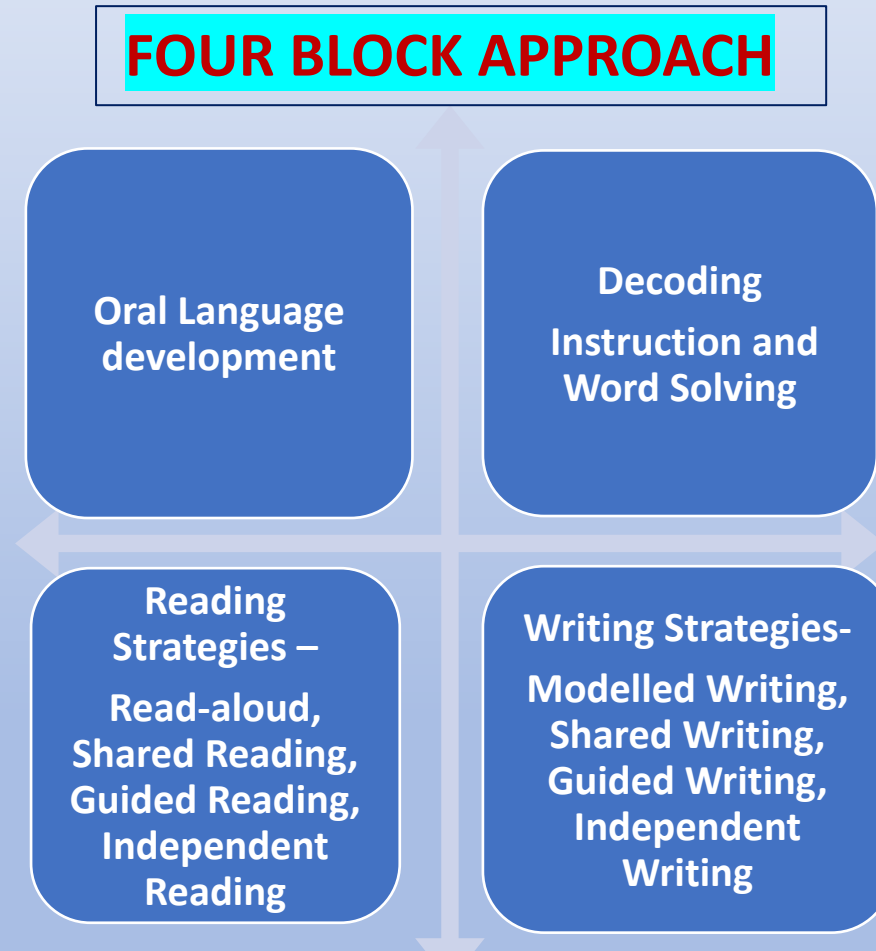 FOUR BLOCK APPROACH
Oral Language
development
Decoding
Instruction and
Word Solving
Reading
Strategies –
Read-aloud,
Shared Reading,
Guided Reading,
Independent
Reading
Writing Strategies-
Modelled Writing,
Shared Writing,
Guided Writing,
Independent
Writing